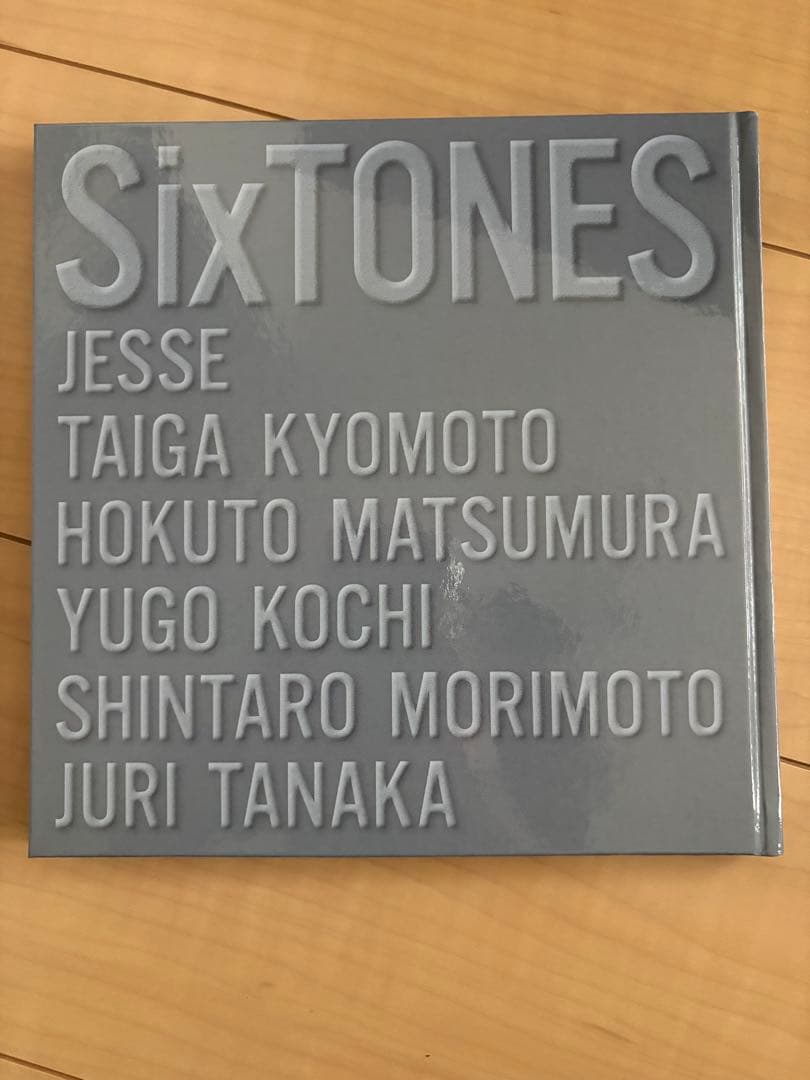 SixTONES
JESSE
TAIGA KYOMOTO
HOKUTO MATSUMURA
YUGO KOCHI
SHINTARO MORIMOTO
JURI TANAKA